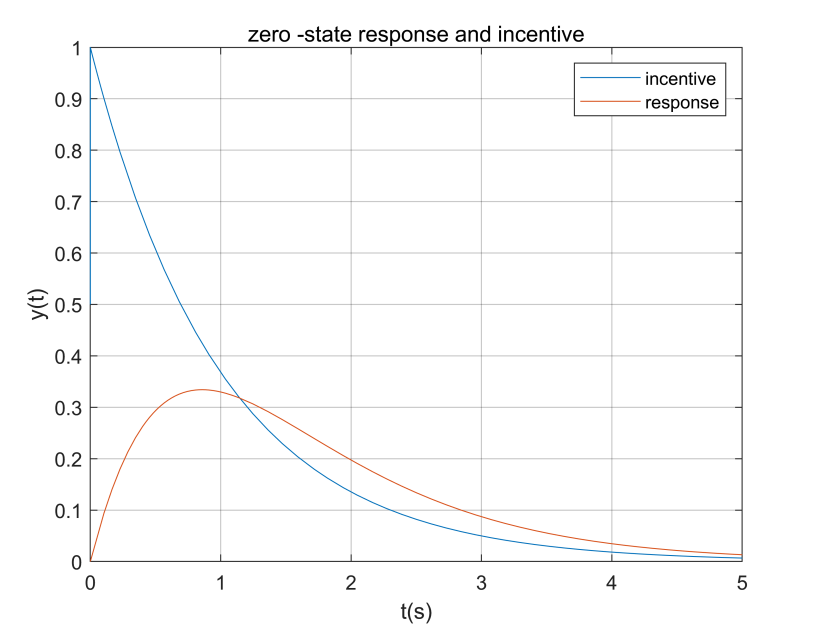 zero -state response and incentive
incentive
response
y(t)
1
0.9
0.8
0.7
0.6
0.5
0.4
0.3
0.2
0.1
0
0 1 2 3 4 5
t(s)